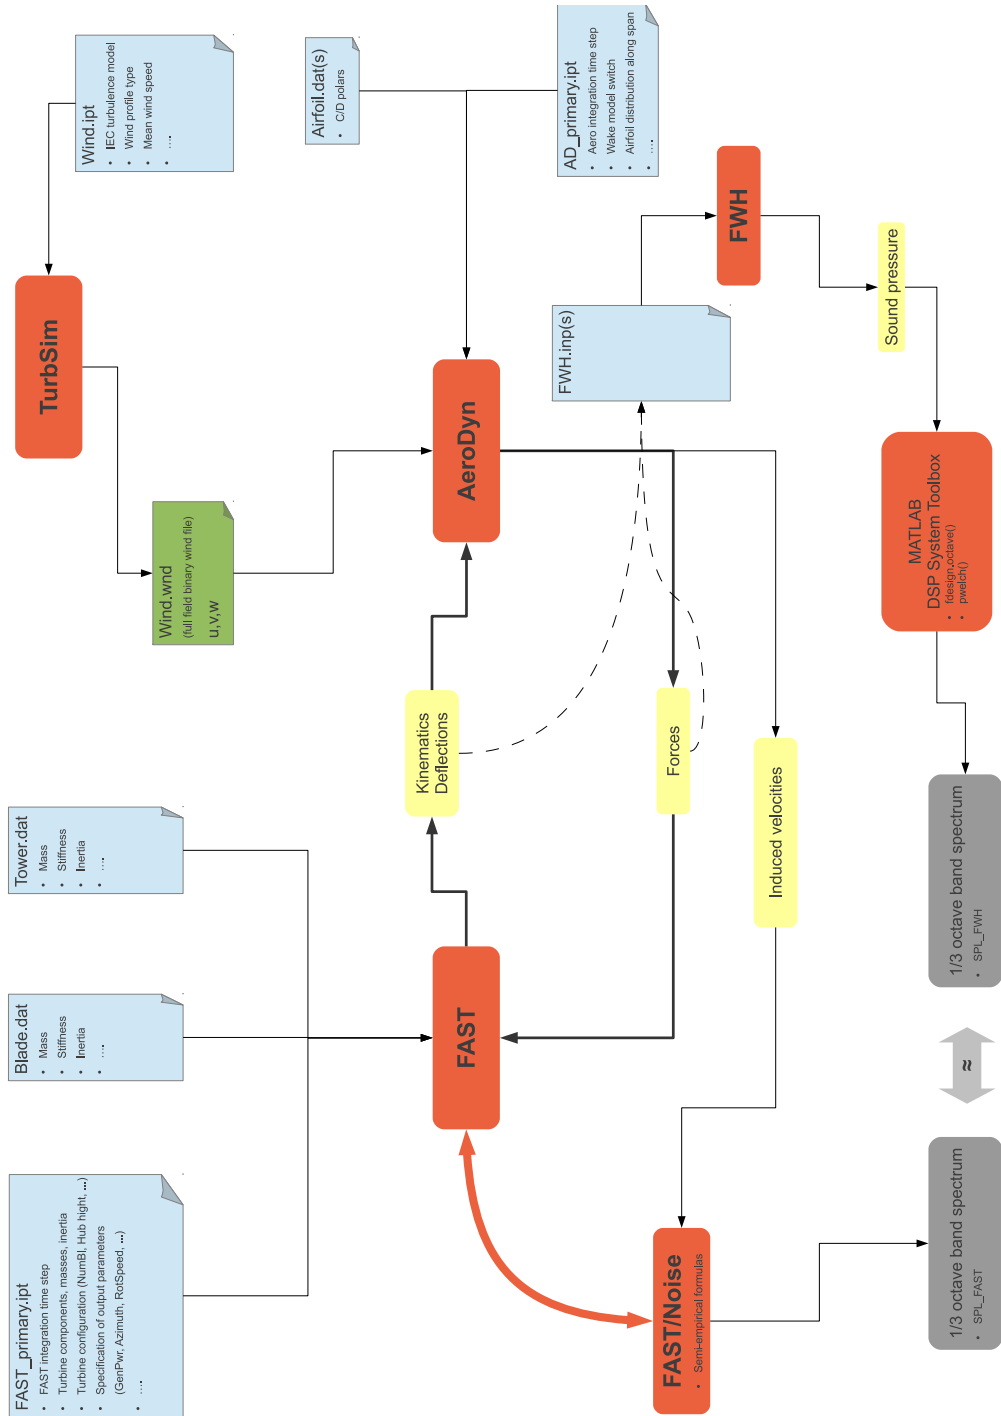 FAST_primary.ipt
• FAST integration time step
• Turbine components, masses, inertia
• Turbine configuration (NumBl, Hub hight, ...)
• Specification of output parameters
(GenPwr, Azimuth, RotSpeed, ...)
• ....
Blade.dat
• Mass
• Stiffness
• Inertia
• ....
Tower.dat
• Mass
• Stiffness
• Inertia
• ....
TurbSim
Wind.ipt
• IEC turbulence model
• Wind profile type
• Mean wind speed
• ....
Wind.wnd
(full field binary wind file)
u,v,w
Airfoil.dat(s)
• C/D polars
FAST
Kinematics
Deflections
AeroDyn
AD_primary.ipt
• Aero integration time step
• Wake model switch
• Airfoil distribution along span
• ....
FAST/Noise
• Semi-empirical formulas
Forces
FWH.inp(s)
FWH
Induced velocities
Sound pressure
MATLAB
DSP System Toolbox
• fdesign.octave()
• pwelch()
1/3 octave band spectrum
• SPL_FAST
≈
1/3 octave band spectrum
• SPL_FWH